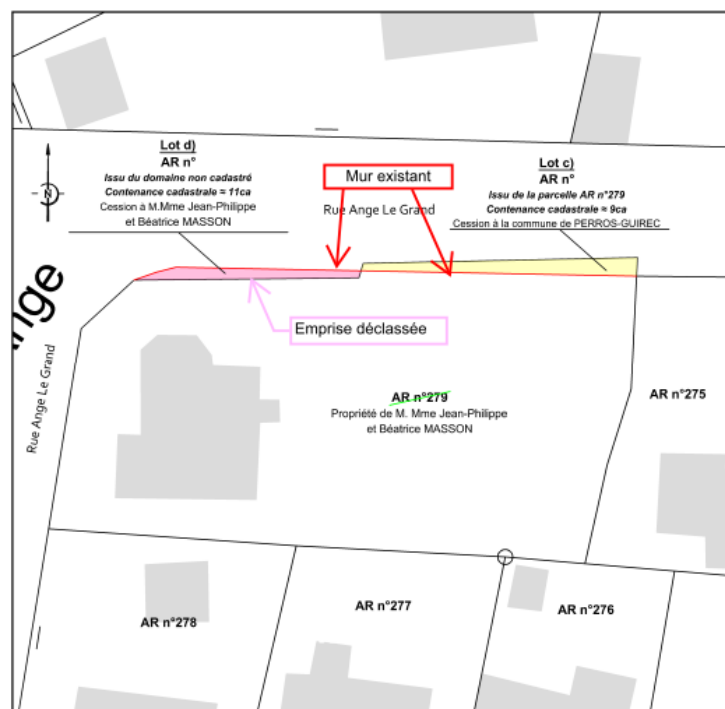 Lot d)
AR n°
Issu du domaine non cadastré
Contenance cadastrale = 11ca
Cession à M.Mme Jean-Philippe
et Béatrice MASSON
N
Mur existant
Rue Ange Le Grand
Lot c)
AR n°
Issu de la parcelle AR n°279
Contenance cadastrale = 9ca
Cession à la commune de PERROS-GUIREC
nge
Emprise déclassée
Rue Ange Le Grand
AR n°279
Propriété de M. Mme Jean-Philippe
et Béatrice MASSON
AR n°275
AR n°278
AR n°277
AR n°276